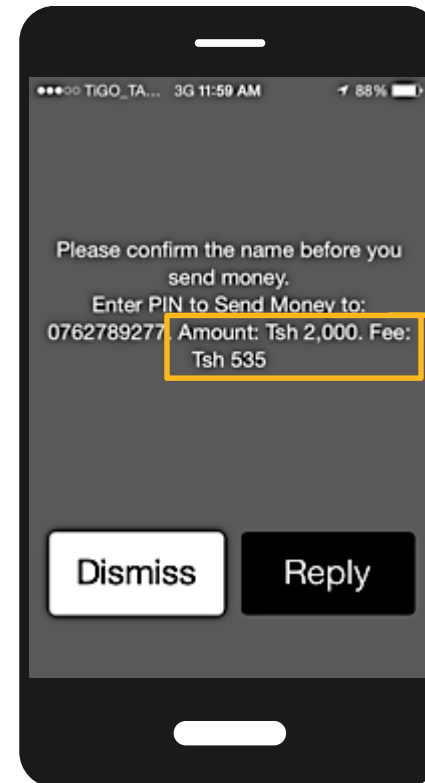 TIGO_TA... 3G 11:59 AM 88%
Please confirm the name before you
send money.
Enter PIN to Send Money to:
0762789277. Amount: Tsh 2,000. Fee:
Tsh 535
Dismiss Reply